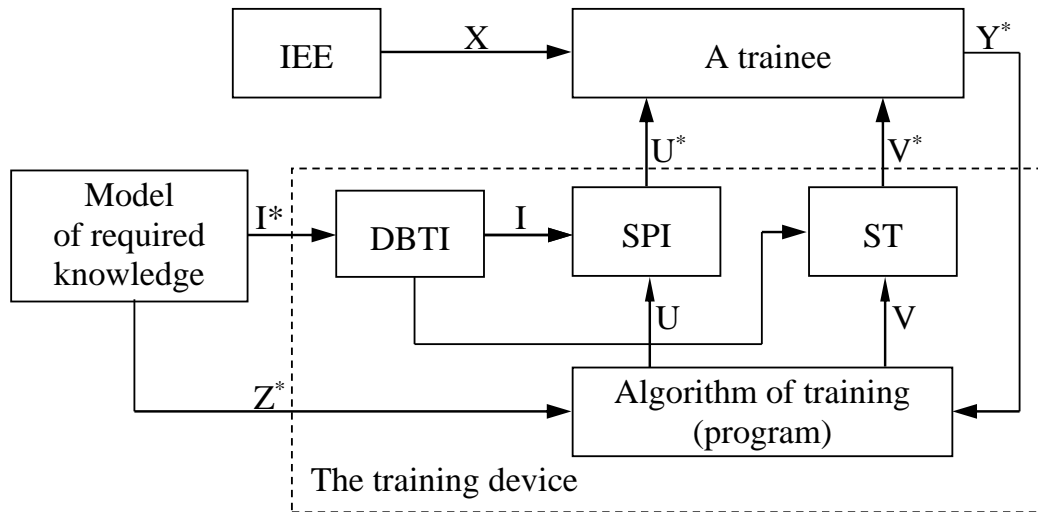 IEE
X
A trainee
Y*
U*
V*
Model
of required
knowledge
I*
DBTI
I
SPI
ST
U
V
Z*
Algorithm of training
(program)
The training device